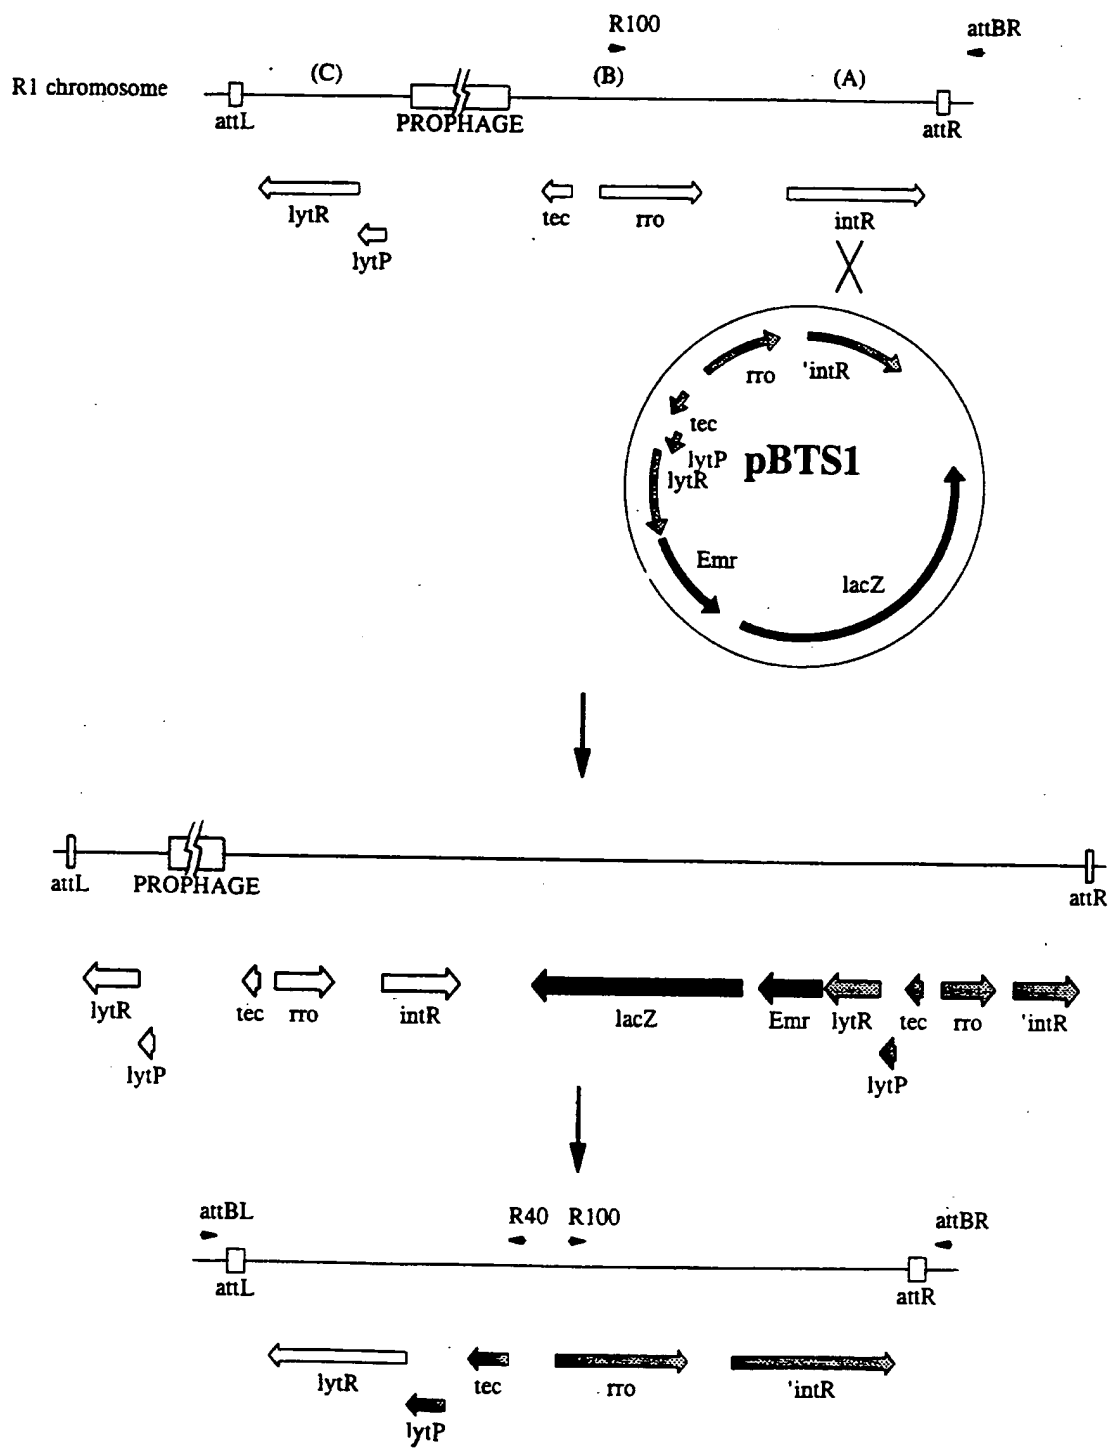 R100
attBR
R1 chromosome
(C)
(B)
(A)
attL
PROPHAGE
attR
lytR
tec
rro
intR
lytP
rro
'intR
tec
lytP
lytR
pBTS1
Emr
lacZ
attL
PROPHAGE
attR
lytR
tec
rro
intR
lacZ
Emr
lytR
tec
rro
'intR
lytP
lytP
attBL
R40
R100
attBR
attL
attR
lytR
tec
rro
'intR
lytP